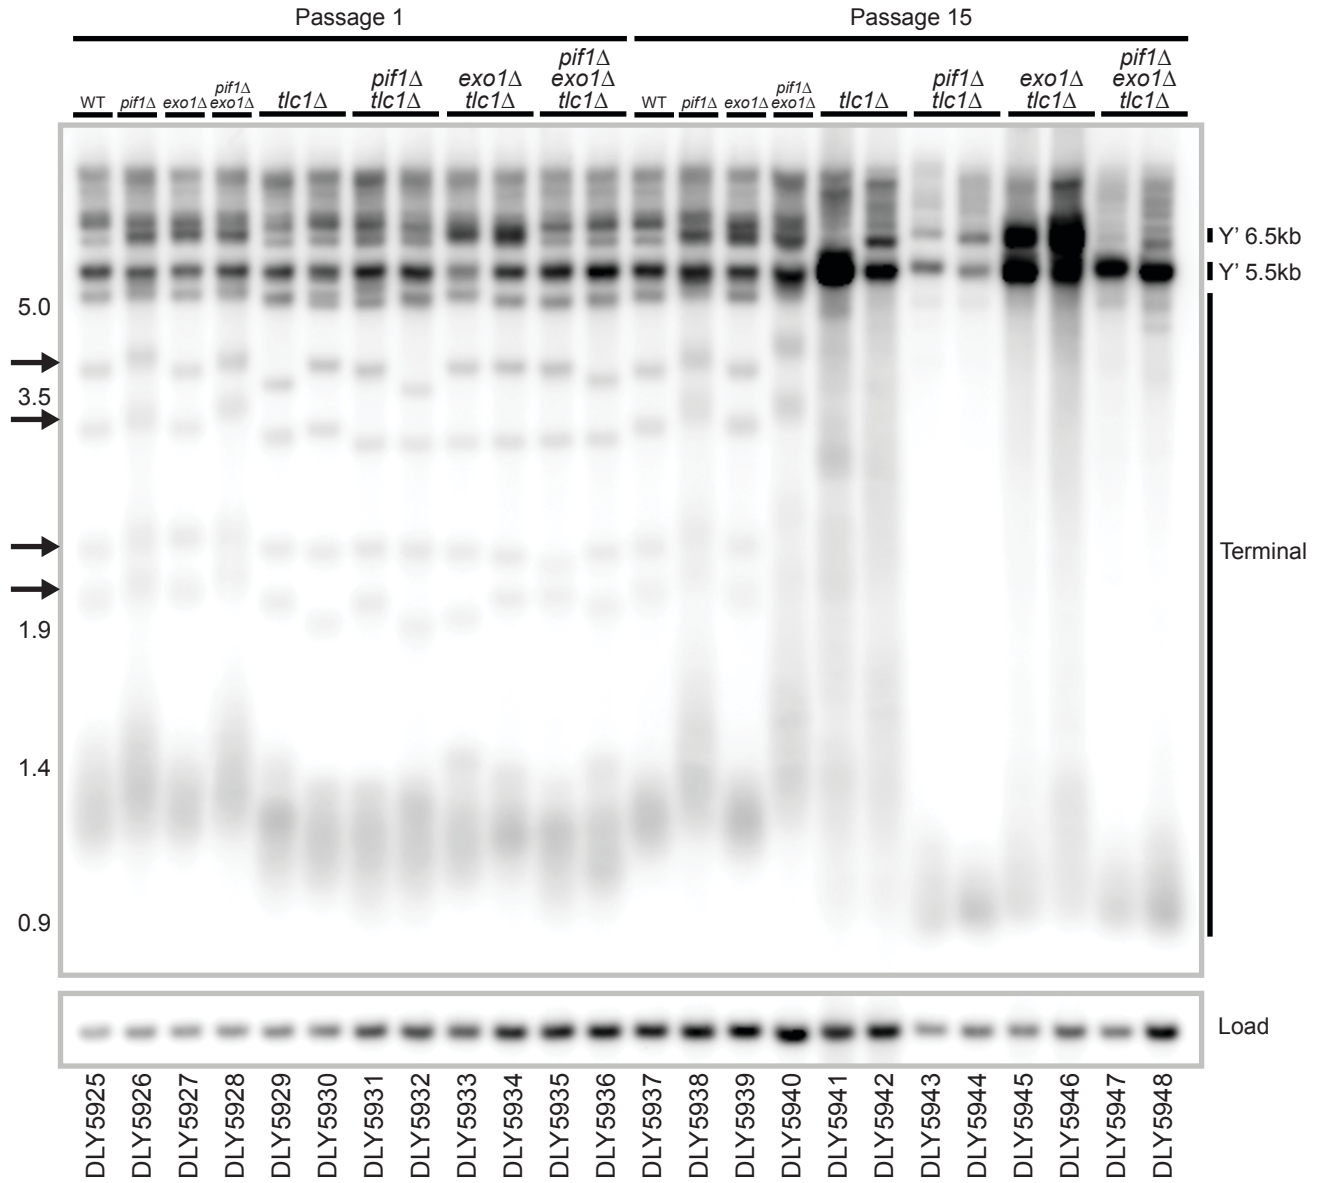 Passage 1
Passage 15
WT
pif1Δ
exo1Δ
pif1Δ
exo1Δ
tlc1Δ
pif1Δ
tlc1Δ
exo1Δ
tlc1Δ
pif1Δ
exo1Δ
tlc1Δ
WT
pif1Δ
exo1Δ
pif1Δ
exo1Δ
tlc1Δ
pif1Δ
tlc1Δ
exo1Δ
tlc1Δ
pif1Δ
exo1Δ
tlc1Δ
Y' 6.5kb
Y' 5.5kb
5.0
3.5
Terminal
1.9
1.4
0.9
Load
DLY5925
DLY5926
DLY5927
DLY5928
DLY5929
DLY5930
DLY5931
DLY5932
DLY5933
DLY5934
DLY5935
DLY5936
DLY5937
DLY5938
DLY5939
DLY5940
DLY5941
DLY5942
DLY5943
DLY5944
DLY5945
DLY5946
DLY5947
DLY5948